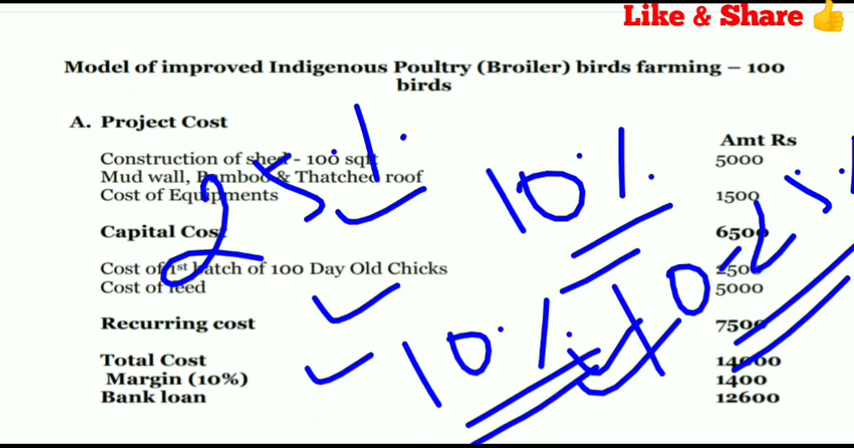 Like & Share 👍
Model of improved Indigenous Poultry (Broiler) birds farming – 100
birds
A. Project Cost
Amt Rs
Construction of shed - 100 sqft 5000
Mud wall, Bamboo & Thatched roof
Cost of Equipments 1500
Capital Cost 6500
Cost of 1st batch of 100 Day Old Chicks 2500
Cost of feed 5000
Recurring cost 7500
Total Cost 14000
Margin (10%) 1400
Bank loan 12600
25%
10%
10%